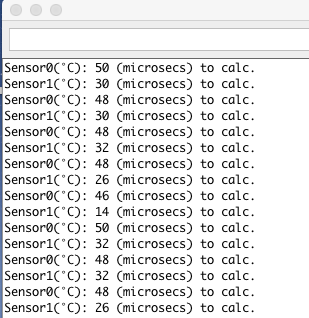 Sensor0(°C): 50 (microsecs) to calc.
Sensor1(°C): 30 (microsecs) to calc.
Sensor0(°C): 48 (microsecs) to calc.
Sensor1(°C): 30 (microsecs) to calc.
Sensor0(°C): 48 (microsecs) to calc.
Sensor1(°C): 32 (microsecs) to calc.
Sensor0(°C): 48 (microsecs) to calc.
Sensor1(°C): 26 (microsecs) to calc.
Sensor0(°C): 46 (microsecs) to calc.
Sensor1(°C): 14 (microsecs) to calc.
Sensor0(°C): 50 (microsecs) to calc.
Sensor1(°C): 32 (microsecs) to calc.
Sensor0(°C): 48 (microsecs) to calc.
Sensor1(°C): 32 (microsecs) to calc.
Sensor0(°C): 48 (microsecs) to calc.
Sensor1(°C): 26 (microsecs) to calc.